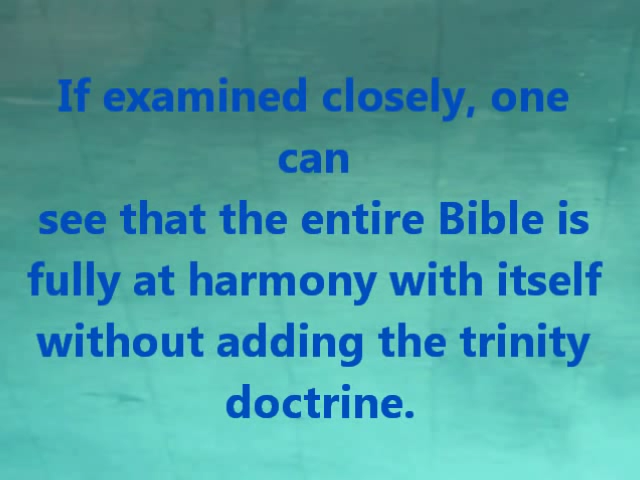 If examined closely, one
can
see that the entire Bible is
fully at harmony with itself
without adding the trinity
doctrine.